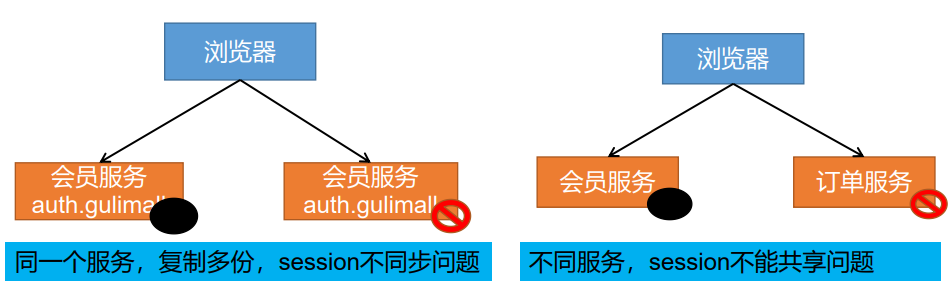 浏览器
浏览器
会员服务
auth.gulimall
会员服务
auth.gulimall
会员服务
订单服务
同一个服务，复制多份，session不同步问题
不同服务，session不能共享问题